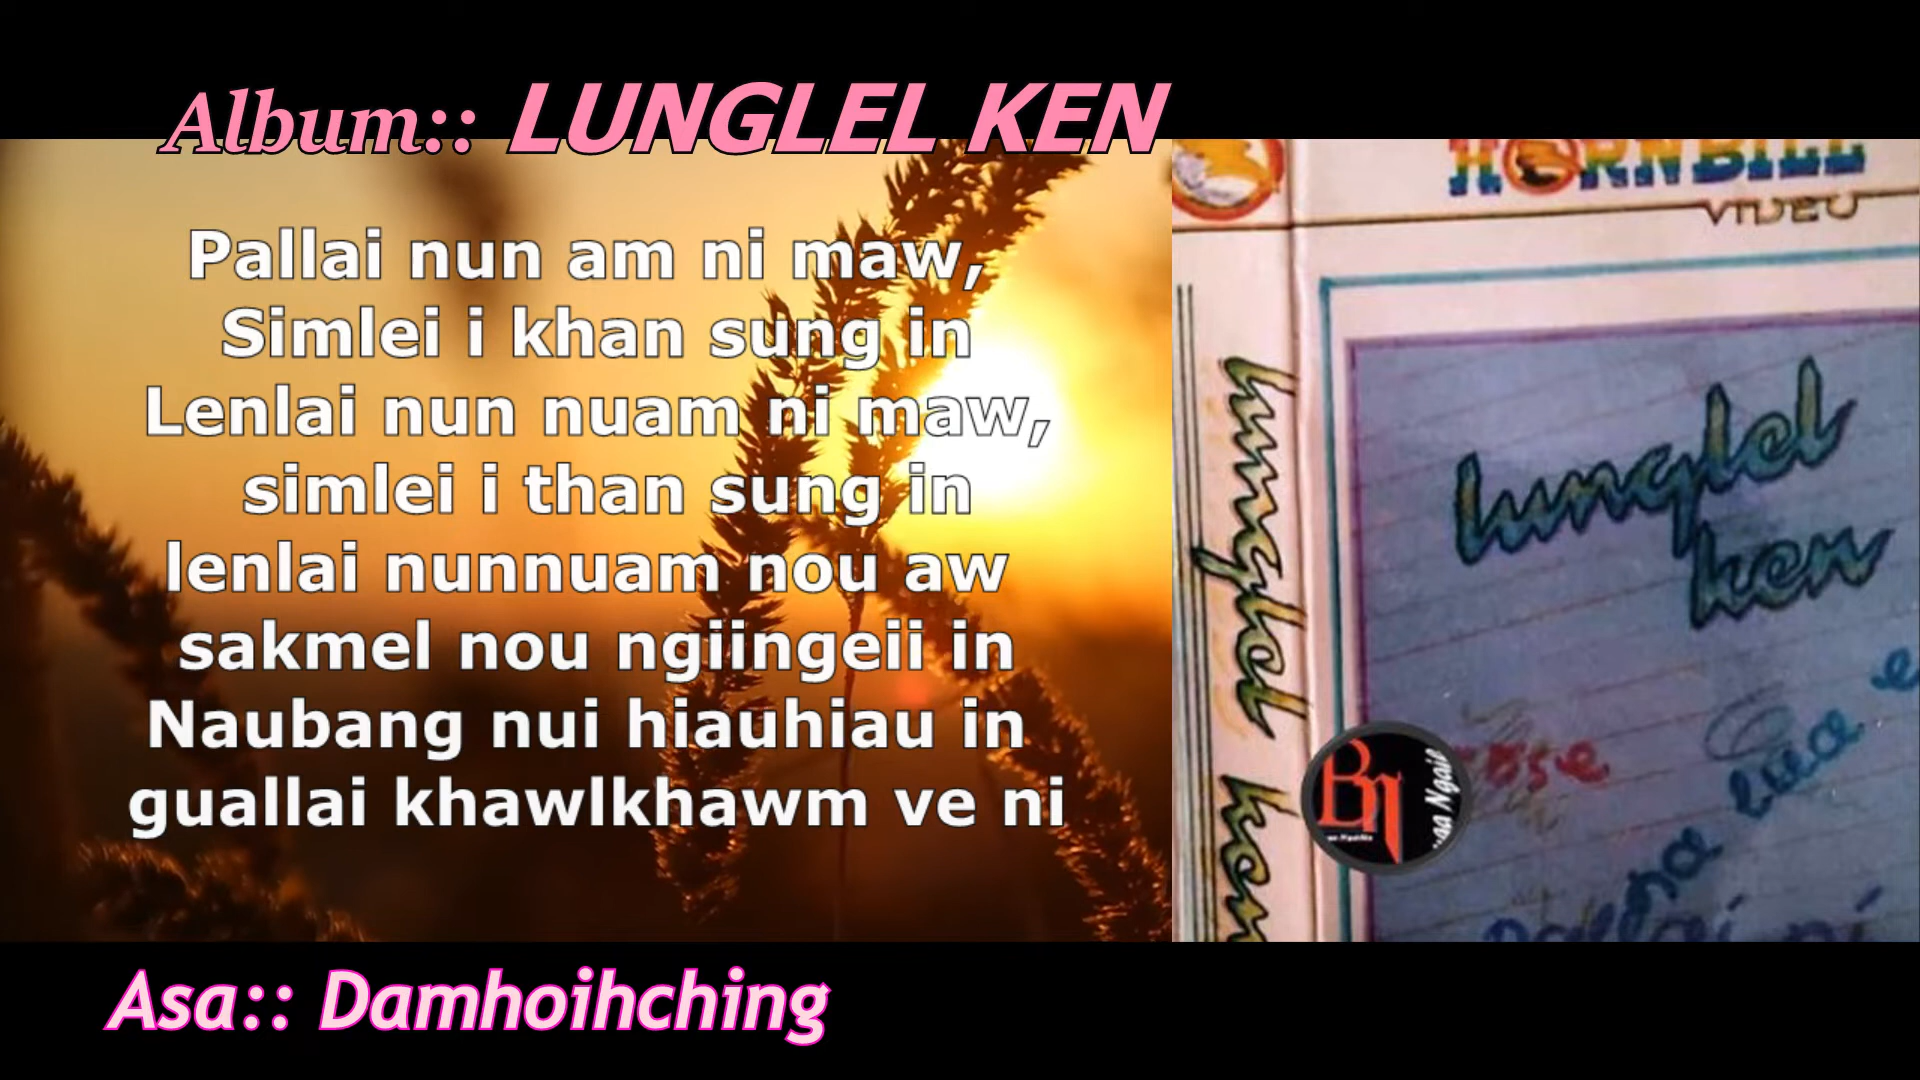 Album:: LUNGLEL KEN
Pallai nun am ni maw,
Simlei i khan sung in
Lenlai nun nuam ni maw,
simlei i than sung in
lenlai nunnuam nou aw
sakmel nou ngiingeii in
Naubang nui hiauhiau in
guallai khawlkhawm ve ni
HORNBILL
VIDEO
lunglel
ken
lunglel ken
BN
Asa:: Damhoihching